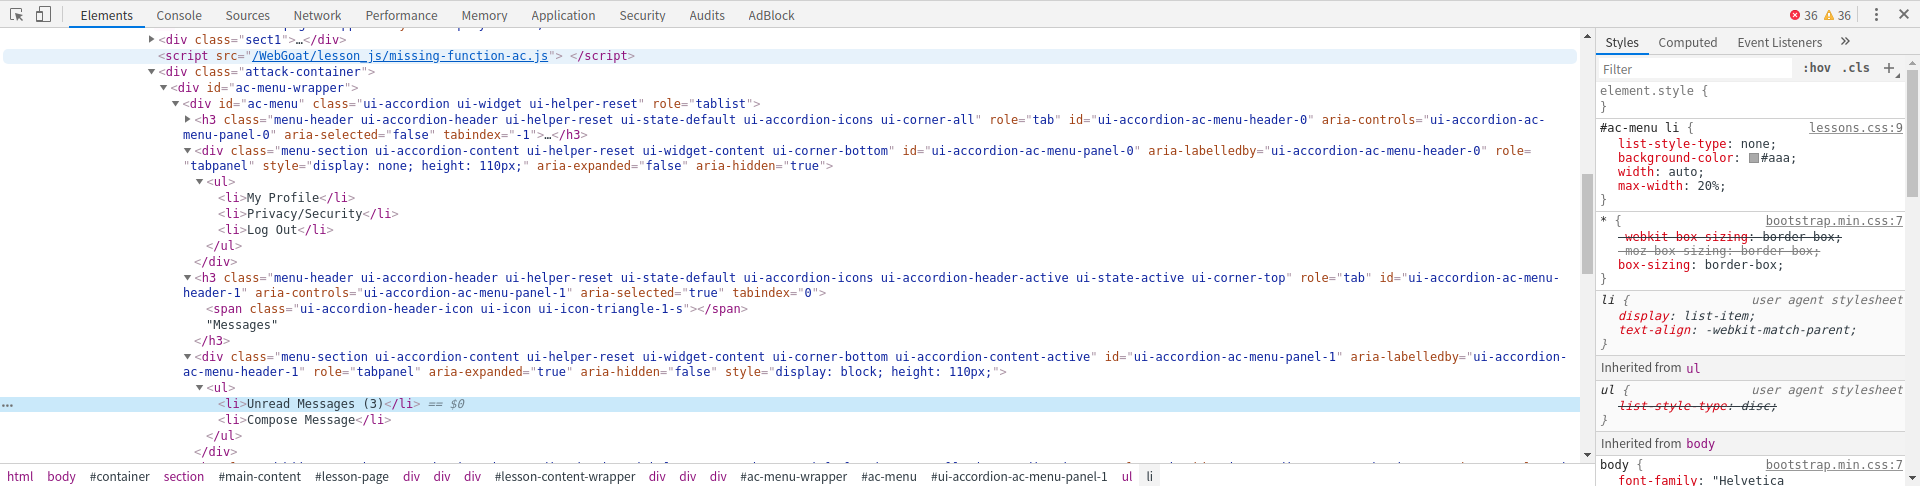 Elements Console Sources Network Performance Memory Application Security Audits AdBlock 36 36
<div class="sect1">…</div>
<script src="/WebGoat/lesson_js/missing-function-ac.js"> </script>
<div class="attack-container">
<div id="ac-menu-wrapper">
<div id="ac-menu" class="ui-accordion ui-widget ui-helper-reset" role="tablist">
<h3 class="menu-header ui-accordion-header ui-helper-reset ui-state-default ui-accordion-icons ui-corner-all" role="tab" id="ui-accordion-ac-menu-header-0" aria-controls="ui-accordion-ac-
menu-panel-0" aria-selected="false" tabindex="-1">…</h3>
<div class="menu-section ui-accordion-content ui-helper-reset ui-widget-content ui-corner-bottom" id="ui-accordion-ac-menu-panel-0" aria-labelledby="ui-accordion-ac-menu-header-0" role=
"tabpanel" style="display: none; height: 110px;" aria-expanded="false" aria-hidden="true">
<ul>
<li>My Profile</li>
<li>Privacy/Security</li>
<li>Log Out</li>
</ul>
</div>
<h3 class="menu-header ui-accordion-header ui-helper-reset ui-state-default ui-accordion-icons ui-accordion-header-active ui-state-active ui-corner-top" role="tab" id="ui-accordion-ac-menu-
header-1" aria-controls="ui-accordion-ac-menu-panel-1" aria-selected="true" tabindex="0">
<span class="ui-accordion-header-icon ui-icon ui-icon-triangle-1-s"></span>
"Messages"
</h3>
<div class="menu-section ui-accordion-content ui-helper-reset ui-widget-content ui-corner-bottom ui-accordion-content-active" id="ui-accordion-ac-menu-panel-1" aria-labelledby="ui-accordion-
ac-menu-header-1" role="tabpanel" aria-expanded="true" aria-hidden="false" style="display: block; height: 110px;">
<ul>
… <li>Unread Messages (3)</li> == $0
<li>Compose Message</li>
</ul>
</div>
html body #container section #main-content #lesson-page div div div #lesson-content-wrapper div div div #ac-menu-wrapper #ac-menu #ui-accordion-ac-menu-panel-1 ul li
Styles Computed Event Listeners »
Filter :hov .cls +
element.style {
}
#ac-menu li { lessons.css:9
list-style-type: none;
background-color: #aaa;
width: auto;
max-width: 20%;
}
* { bootstrap.min.css:7
-webkit-box-sizing: border-box;
-moz-box-sizing: border-box;
box-sizing: border-box;
}
li { user agent stylesheet
display: list-item;
text-align: -webkit-match-parent;
}
Inherited from ul
ul { user agent stylesheet
list-style-type: disc;
}
Inherited from body
body { bootstrap.min.css:7
font-family: "Helvetica